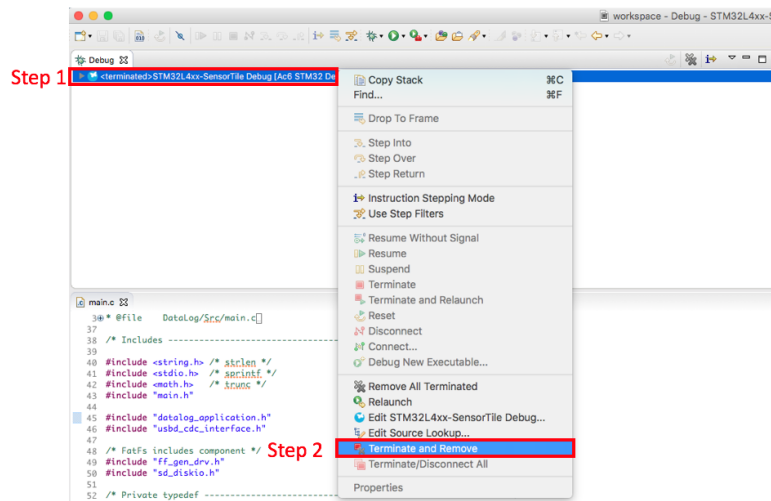 workspace - Debug - STM32L4xx-S
Debug
Step 1
<terminated>STM32L4xx-SensorTile Debug [Ac6 STM32 De
Copy Stack ⌘C
Find... ⌘F
Drop To Frame
Step Into
Step Over
Step Return
Instruction Stepping Mode
Use Step Filters
Resume Without Signal
Resume
Suspend
Terminate
Terminate and Relaunch
Reset
Disconnect
Connect...
Debug New Executable...
Remove All Terminated
Relaunch
Edit STM32L4xx-SensorTile Debug...
Edit Source Lookup...
Step 2
Terminate and Remove
Terminate/Disconnect All
Properties
main.c
3 * @file DataLog/Src/main.c
37
38 /* Includes ----------------------------------
39
40 #include <string.h> /* strlen */
41 #include <stdio.h> /* sprintf */
42 #include <math.h> /* trunc */
43 #include "main.h"
44
45 #include "datalog_application.h"
46 #include "usbd_cdc_interface.h"
47
48 /* FatFs includes component */
49 #include "ff_gen_drv.h"
50 #include "sd_diskio.h"
51
52 /* Private typedef ---------------------------